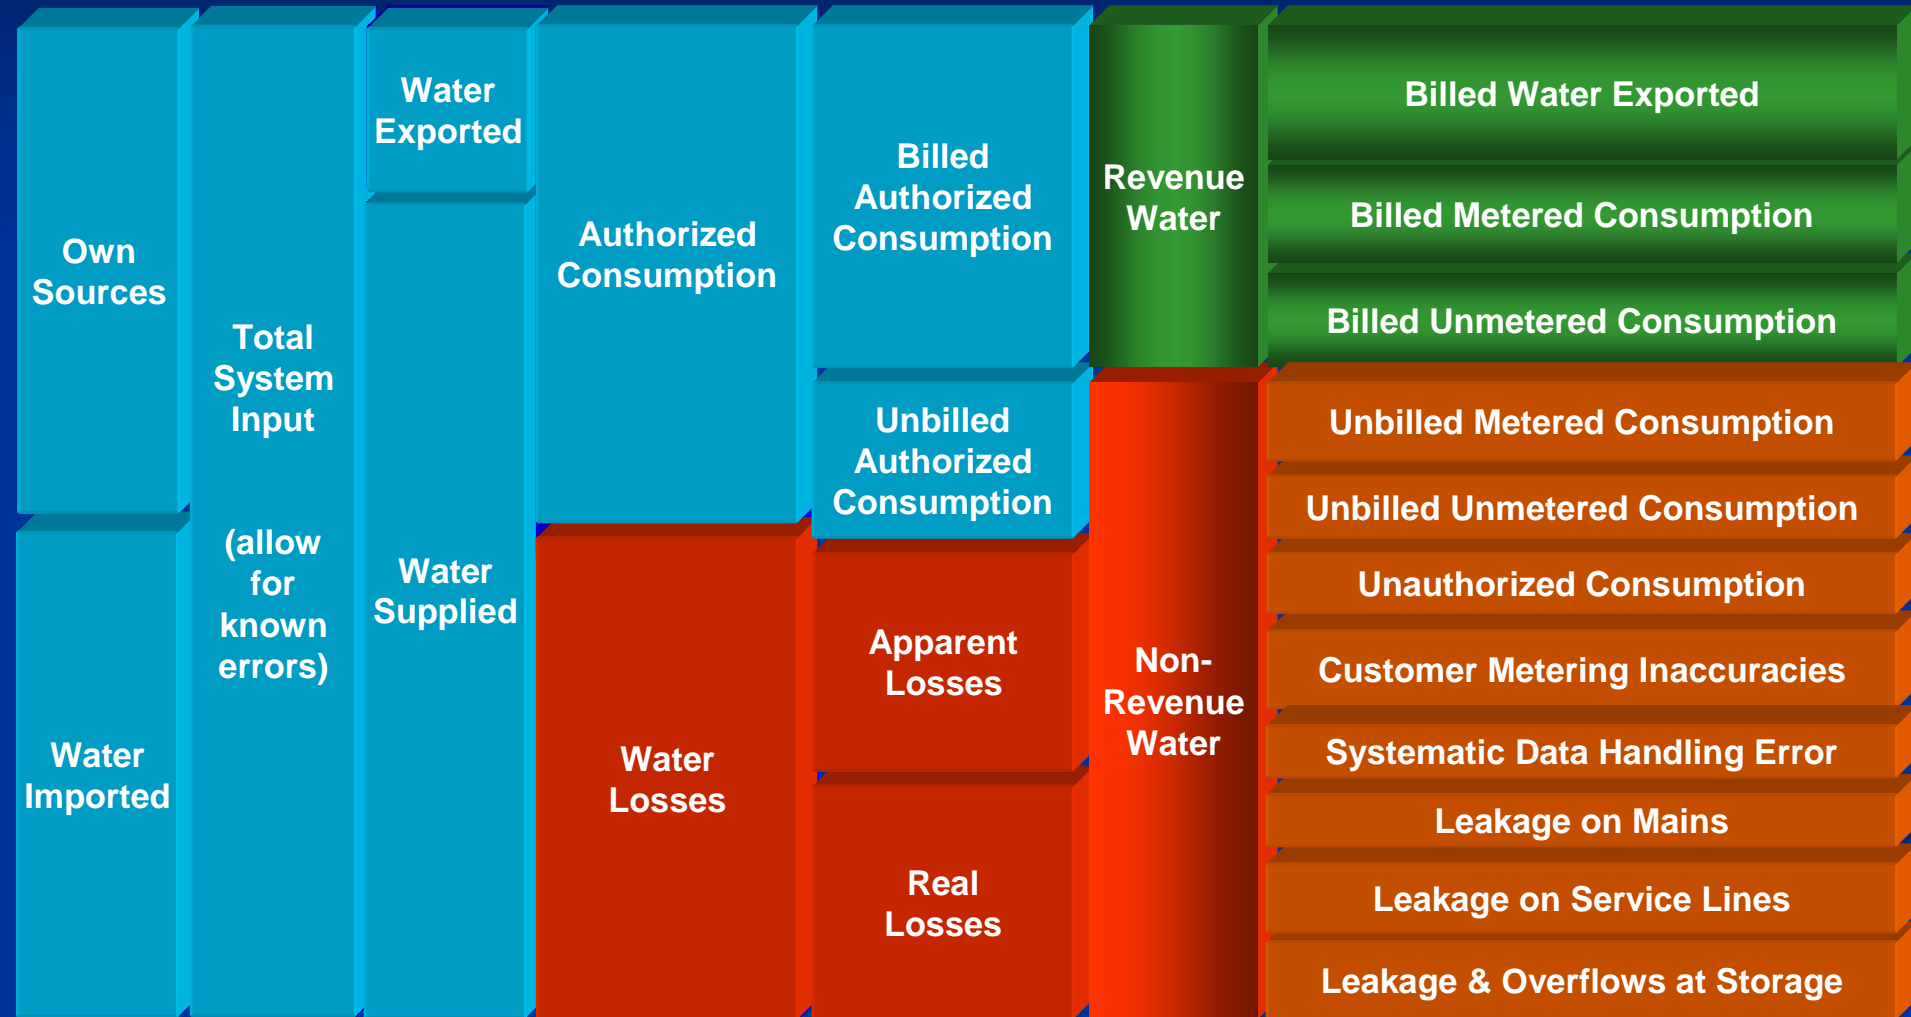 Own
Sources
Water
Imported
Total
System
Input
(allow
for
known
errors)
Water
Exported
Water
Supplied
Authorized
Consumption
Water
Losses
Billed
Authorized
Consumption
Unbilled
Authorized
Consumption
Apparent
Losses
Real
Losses
Revenue
Water
Non-
Revenue
Water
Billed Water Exported
Billed Metered Consumption
Billed Unmetered Consumption
Unbilled Metered Consumption
Unbilled Unmetered Consumption
Unauthorized Consumption
Customer Metering Inaccuracies
Systematic Data Handling Error
Leakage on Mains
Leakage on Service Lines
Leakage & Overflows at Storage